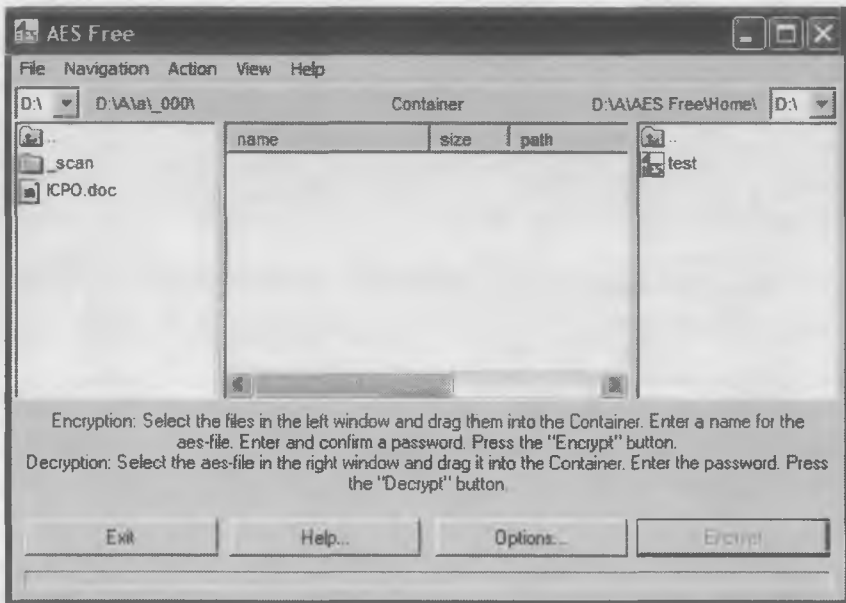 AES Free
File Navigation Action View Help
D:\ D:\A\a\_000\ Container D:\A\AES Free\Home\ D:\
.. name size path ..
_scan test
ICPO.doc
Encryption: Select the files in the left window and drag them into the Container. Enter a name for the
aes-file. Enter and confirm a password. Press the "Encrypt" button.
Decryption: Select the aes-file in the right window and drag it into the Container. Enter the password. Press
the "Decrypt" button.
Exit Help... Options... Encrypt